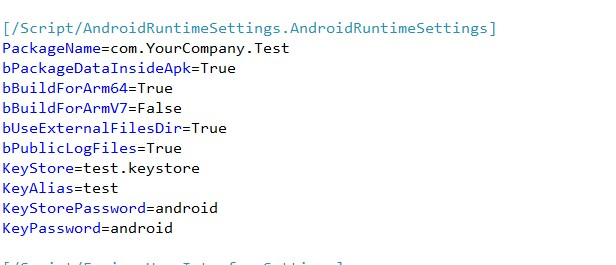 [/Script/AndroidRuntimeSettings.AndroidRuntimeSettings]
PackageName=com.YourCompany.Test
bPackageDataInsideApk=True
bBuildForArm64=True
bBuildForArmV7=False
bUseExternalFilesDir=True
bPublicLogFiles=True
KeyStore=test.keystore
KeyAlias=test
KeyStorePassword=android
KeyPassword=android